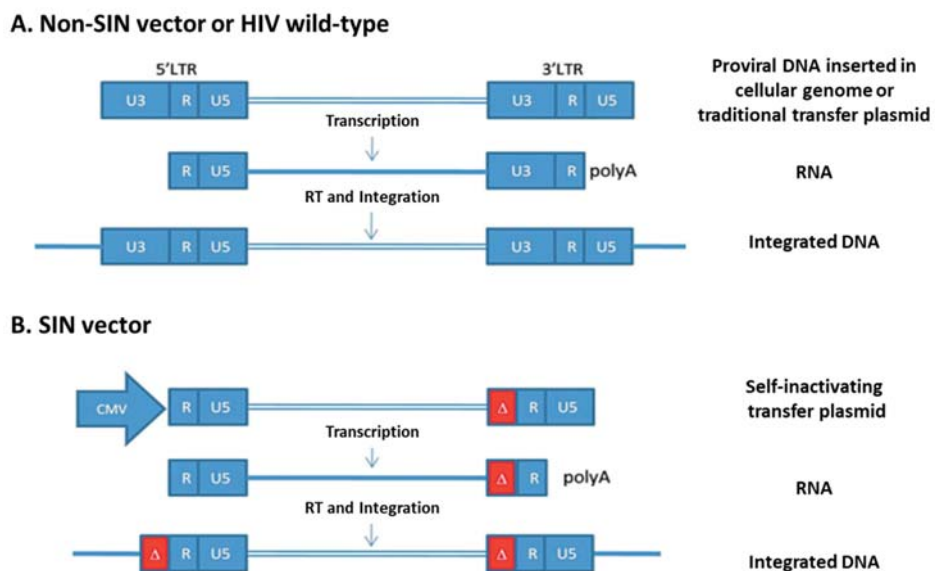 A. Non-SIN vector or HIV wild-type
5’LTR
3’LTR
U3 R U5
U3 R U5
Proviral DNA inserted in
cellular genome or
traditional transfer plasmid
Transcription
R U5
U3 R polyA
RNA
RT and Integration
U3 R U5
U3 R U5
Integrated DNA
B. SIN vector
CMV
R U5
Δ R U5
Self-inactivating
transfer plasmid
Transcription
R U5
Δ R polyA
RNA
RT and Integration
Δ R U5
Δ R U5
Integrated DNA